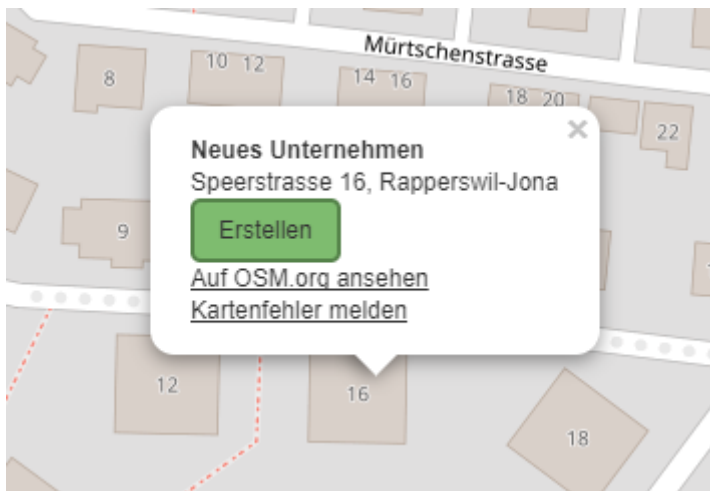 Mürtschenstrasse
8
10 12
14 16
18 20
22
Neues Unternehmen
Speerstrasse 16, Rapperswil-Jona
Erstellen
Auf OSM.org ansehen
Kartenfehler melden
9
12
16
18